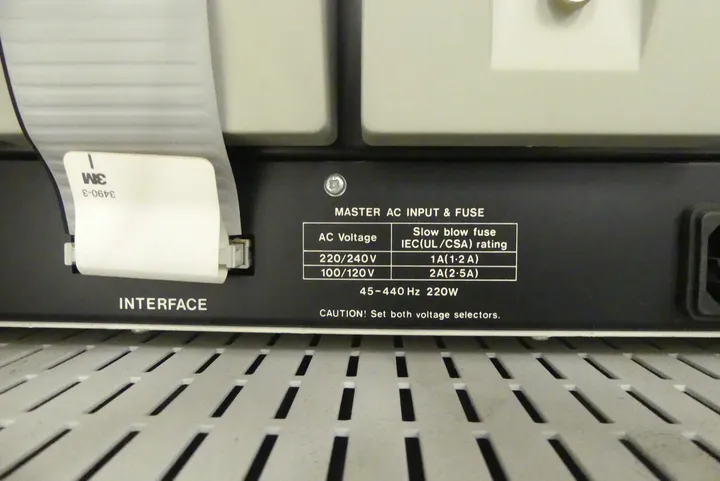 3M
3490-3
MASTER AC INPUT & FUSE
AC Voltage
Slow blow fuse
IEC(UL/CSA) rating
220/240V 1A(1·2A)
100/120V 2A(2·5A)
45-440Hz 220W
CAUTION! Set both voltage selectors.
INTERFACE